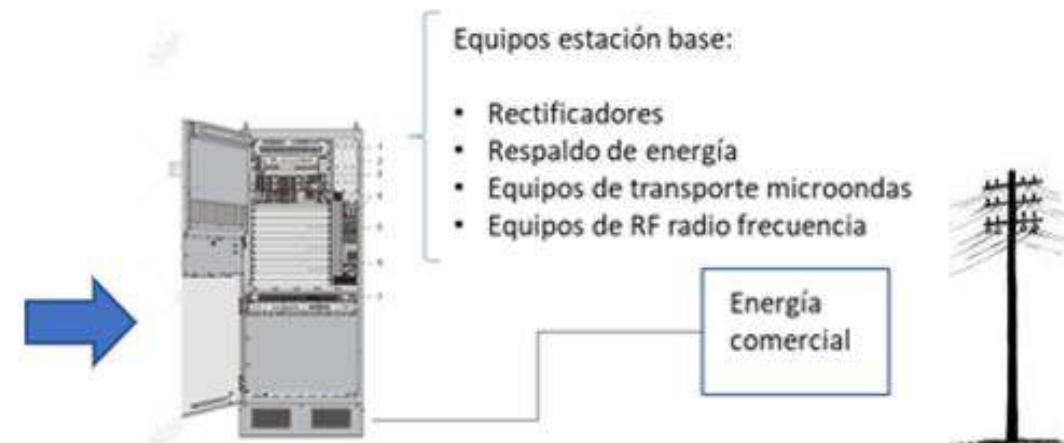 Equipos estación base:
• Rectificadores
• Respaldo de energía
• Equipos de transporte microondas
• Equipos de RF radio frecuencia
Energía
comercial